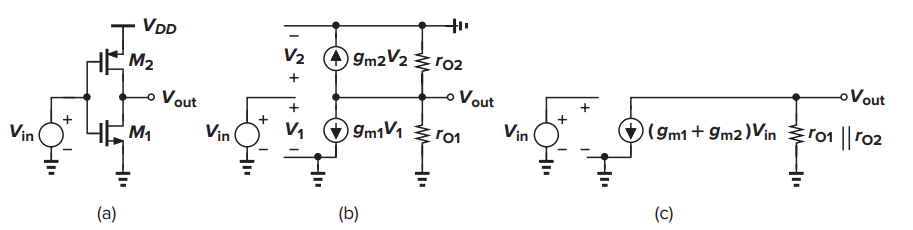 VDD
M2
Vout
M1
Vin
+
−
(a)
−
V2
+
gm2V2
rO2
Vout
+
V1
−
gm1V1
rO1
Vin
+
−
(b)
Vin
+
−
+
−
(gm1 + gm2)Vin
rO1 || rO2
Vout
(c)